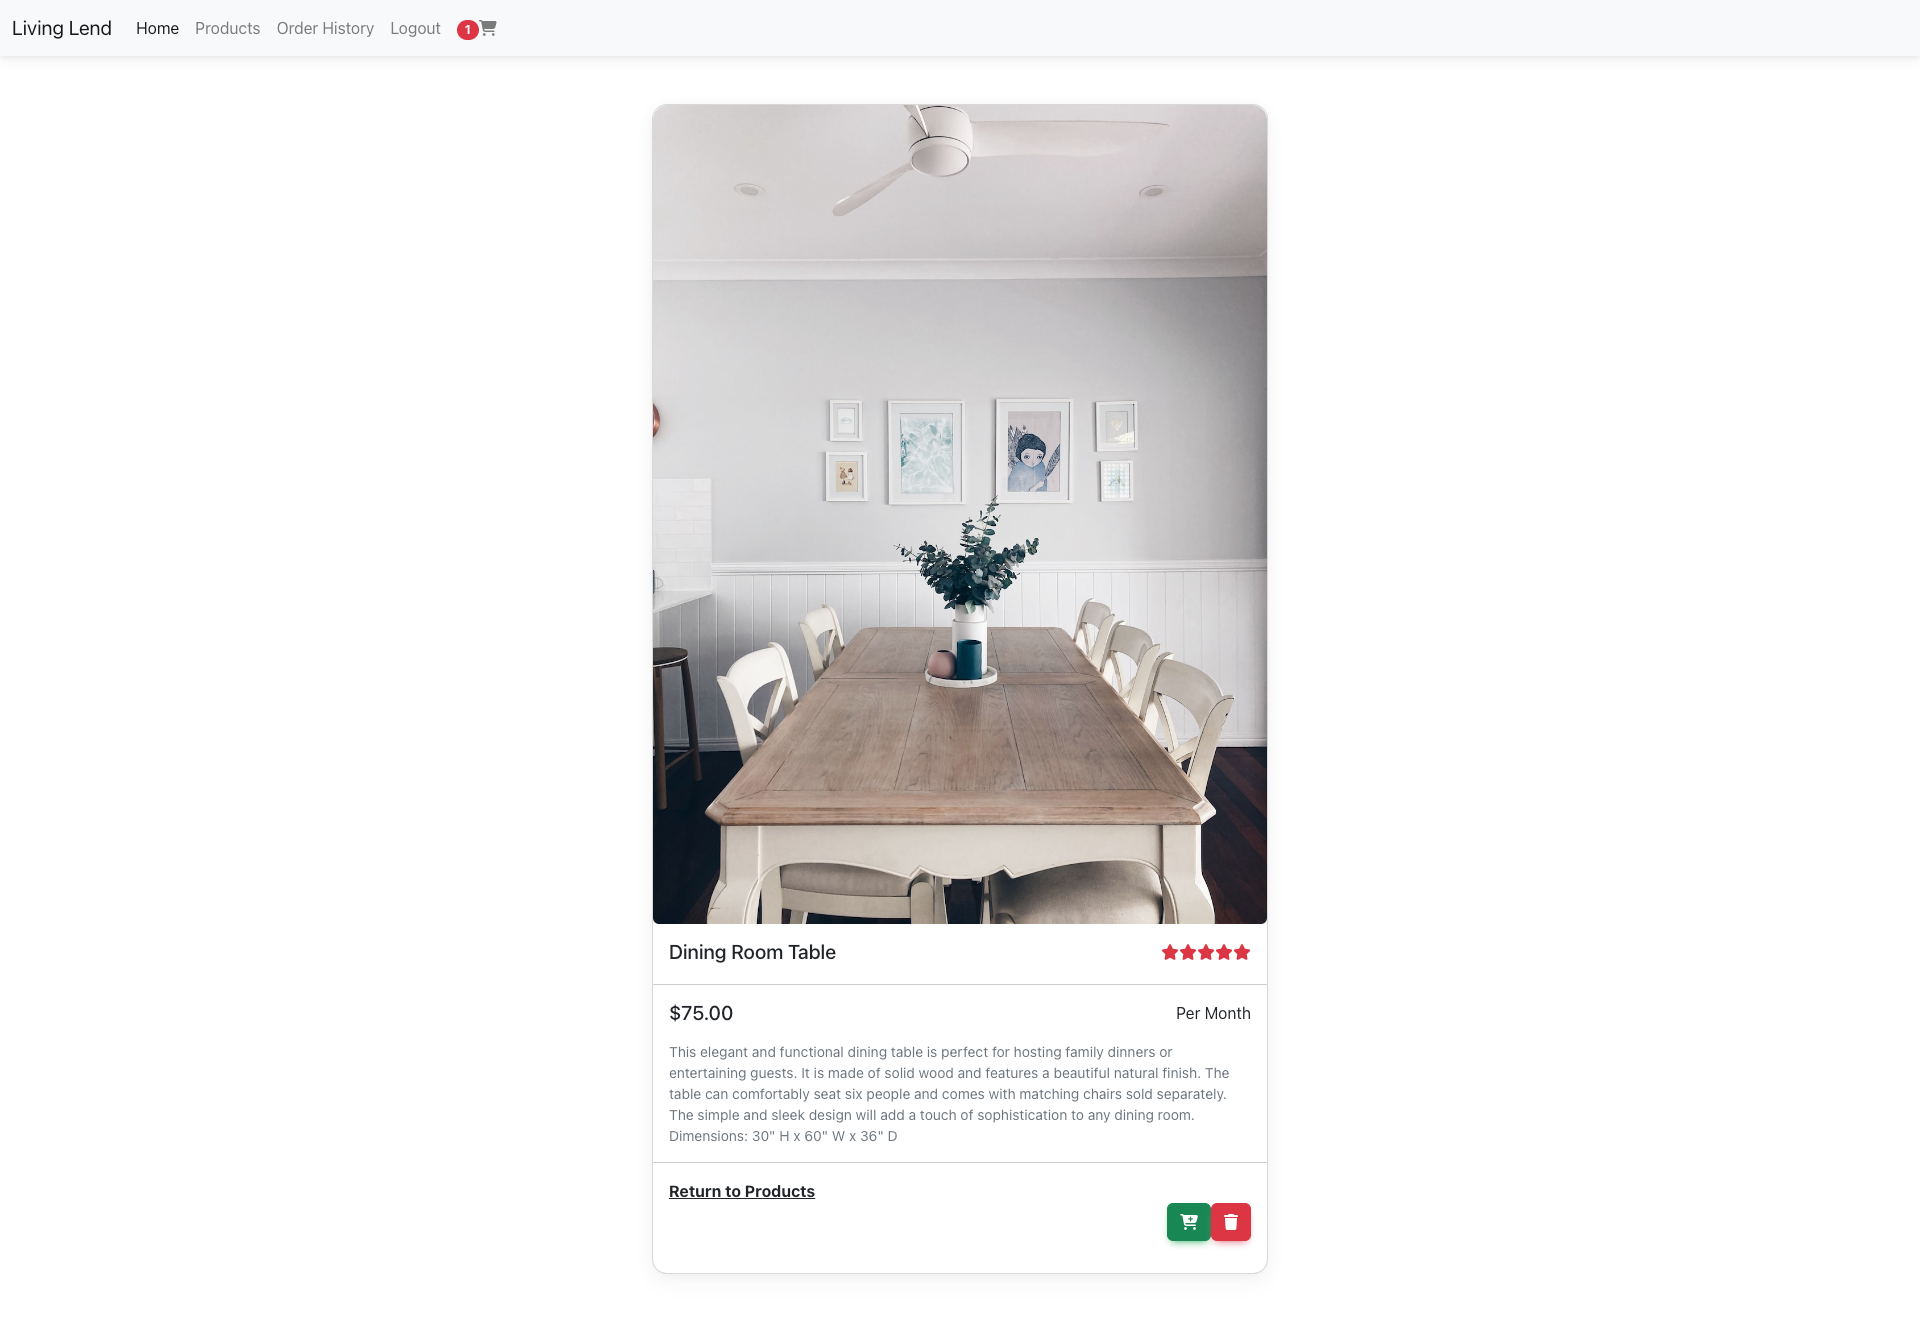 Living Lend Home Products Order History Logout 1
Dining Room Table
$75.00 Per Month
This elegant and functional dining table is perfect for hosting family dinners or
entertaining guests. It is made of solid wood and features a beautiful natural finish. The
table can comfortably seat six people and comes with matching chairs sold separately.
The simple and sleek design will add a touch of sophistication to any dining room.
Dimensions: 30" H x 60" W x 36" D
Return to Products